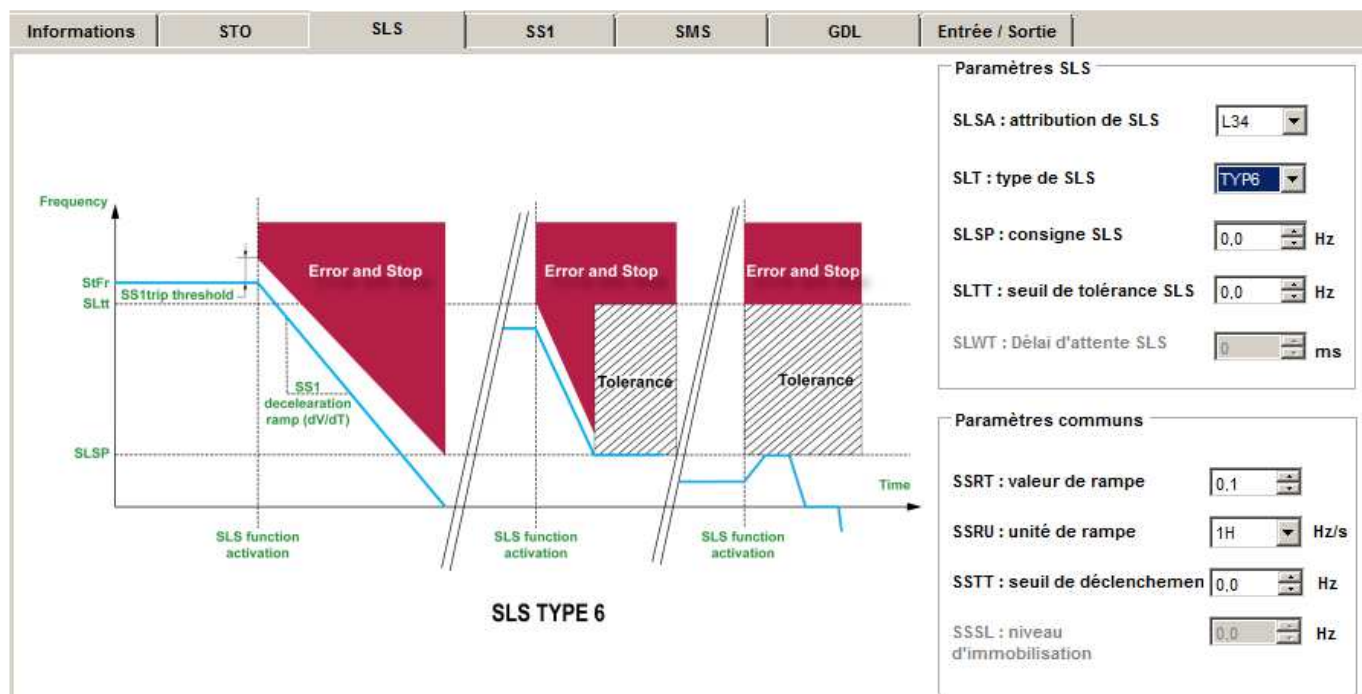 Informations
STO
SLS
SS1
SMS
GDL
Entrée / Sortie
Frequency
StFr
SS1trip threshold
SLtt
SLSP
Error and Stop
SS1
decelearation
ramp (dV/dT)
SLS function
activation
Error and Stop
Tolerance
SLS function
activation
Error and Stop
Tolerance
Time
SLS function
activation
SLS TYPE 6
Paramètres SLS
SLSA : attribution de SLS L34
SLT : type de SLS TYP6
SLSP : consigne SLS 0,0 Hz
SLTT : seuil de tolérance SLS 0,0 Hz
SLWT : Délai d'attente SLS 0 ms
Paramètres communs
SSRT : valeur de rampe 0,1
SSRU : unité de rampe 1H Hz/s
SSTT : seuil de déclenchemen 0,0 Hz
SSSL : niveau 0,0 Hz
d'immobilisation